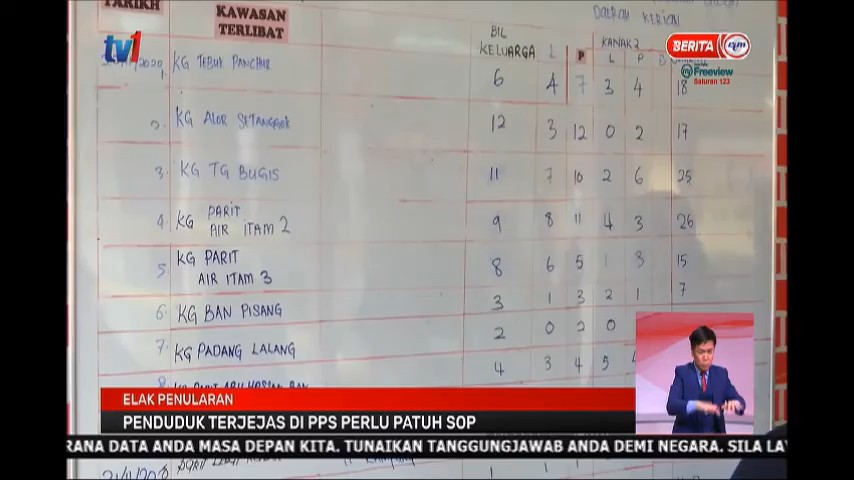 TARIKH
KAWASAN
TERLIBAT
DAERAH KERIAN
BIL
KELUARGA L P
KANAK2
L P
tv1
BERITA rtm
Freeview
Saluran 123
1. KG TEBUK PANCHUR 6 4 7 3 4 18
2. KG ALOR SETANGGOK 12 3 12 0 2 17
3. KG TG BUGIS 11 7 10 2 6 25
4. KG PARIT
AIR ITAM 2 9 8 11 4 3 26
5. KG PARIT
AIR ITAM 3 8 6 5 1 3 15
6. KG BAN PISANG 3 1 3 2 1 7
7. KG PADANG LALANG 2 0 2 0
4 3 4 5
ELAK PENULARAN
PENDUDUK TERJEJAS DI PPS PERLU PATUH SOP
DATA ANDA MASA DEPAN KITA. TUNAIKAN TANGGUNGJAWAB ANDA DEMI NEGARA. SILA